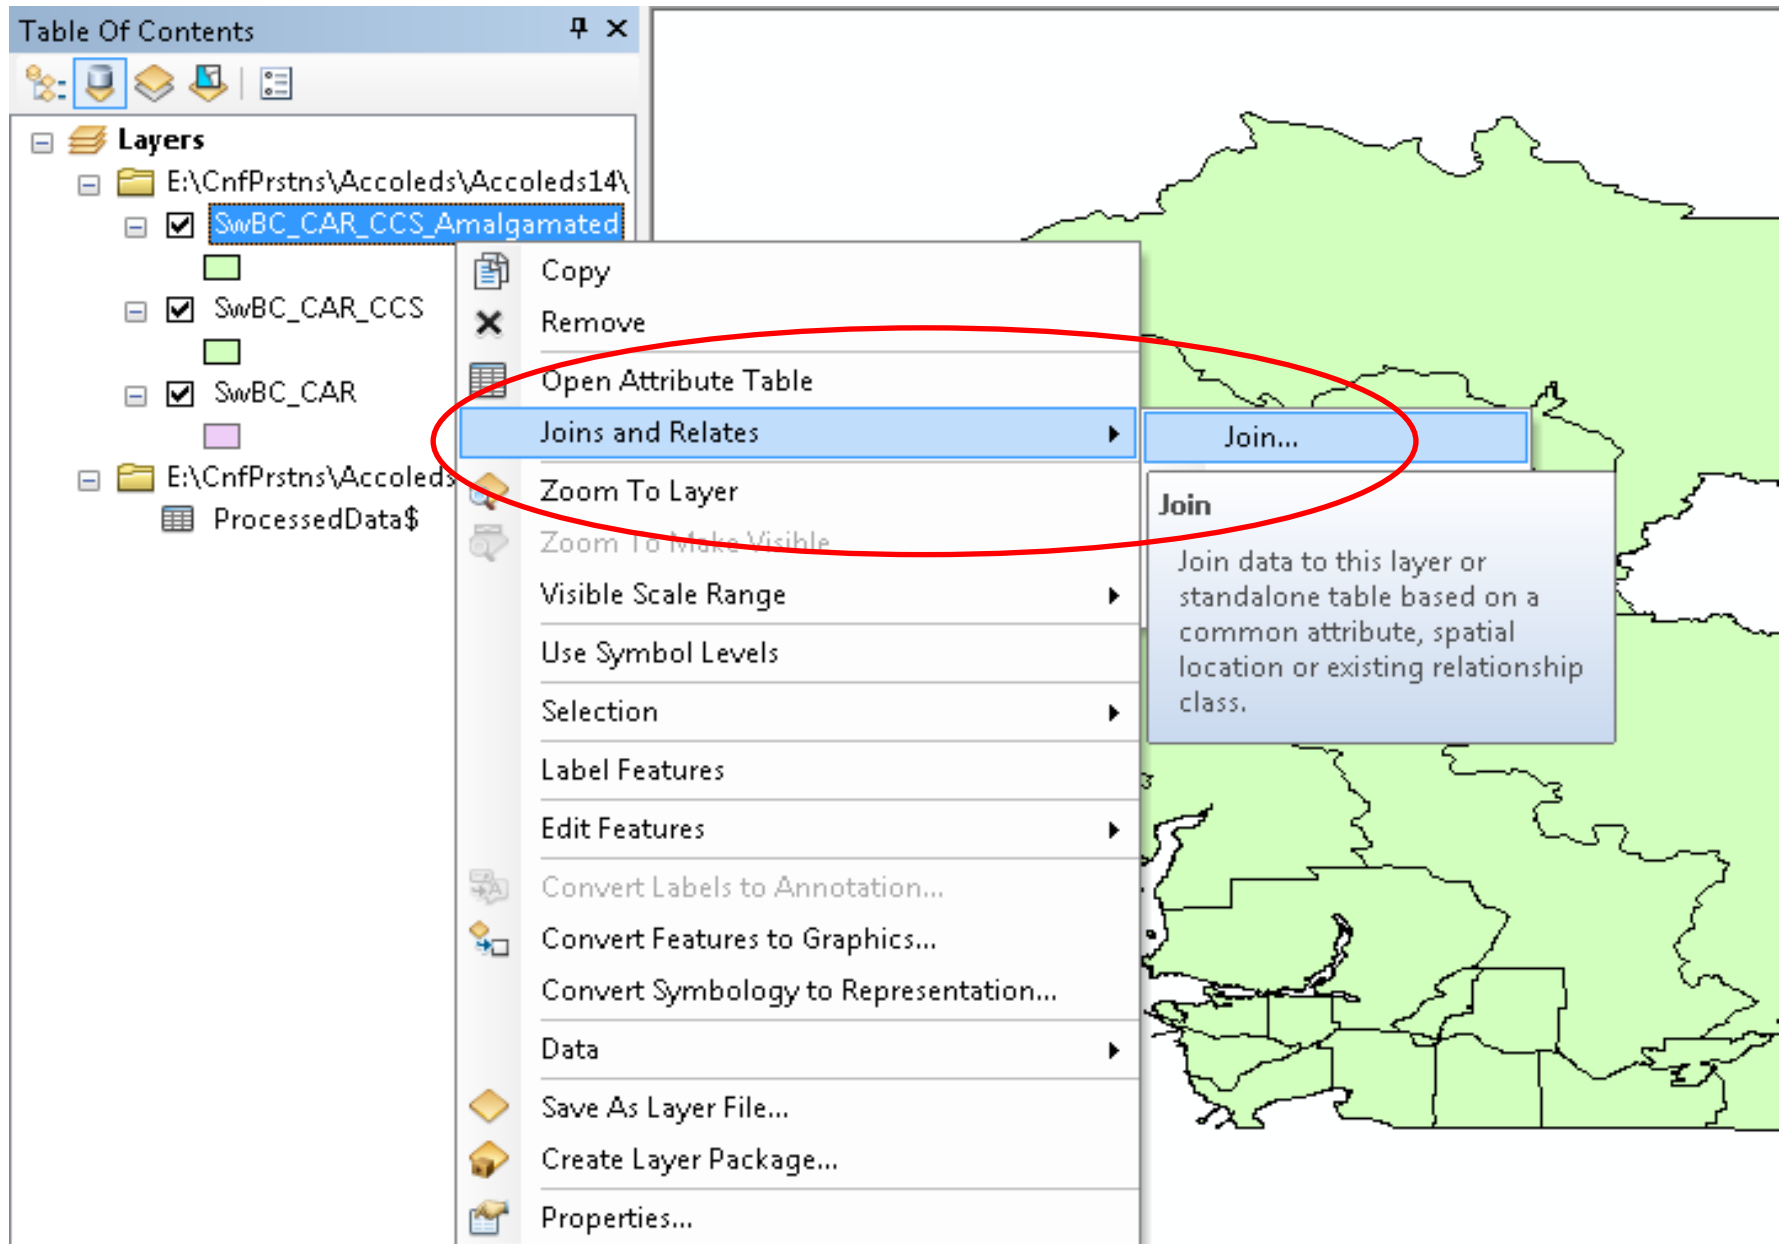 Table Of Contents
Layers
E:\CnfPrstns\Accoleds\Accoleds14\
SwBC_CAR_CCS_Amalgamated
SwBC_CAR_CCS
SwBC_CAR
E:\CnfPrstns\Accoleds
ProcessedData$
Copy
Remove
Open Attribute Table
Joins and Relates
Zoom To Layer
Zoom To Make Visible
Visible Scale Range
Use Symbol Levels
Selection
Label Features
Edit Features
Convert Labels to Annotation...
Convert Features to Graphics...
Convert Symbology to Representation...
Data
Save As Layer File...
Create Layer Package...
Properties...
Join...
Join
Join data to this layer or
standalone table based on a
common attribute, spatial
location or existing relationship
class.